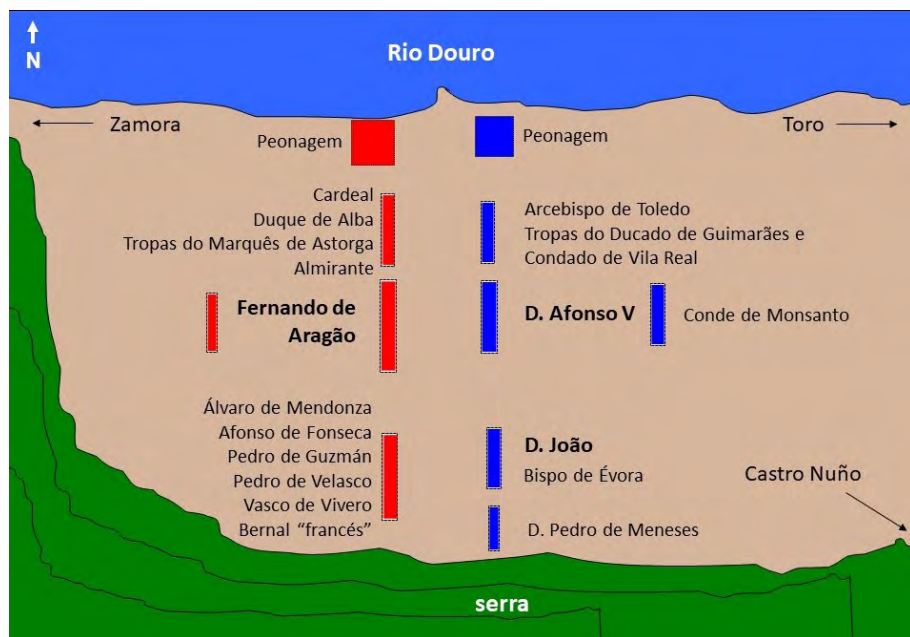 N
Rio Douro
Zamora
Toro
Peonagem
Peonagem
Cardeal
Duque de Alba
Tropas do Marquês de Astorga
Almirante
Arcebispo de Toledo
Tropas do Ducado de Guimarães e
Condado de Vila Real
Fernando de
Aragão
D. Afonso V
Conde de Monsanto
Álvaro de Mendonza
Afonso de Fonseca
Pedro de Guzmán
Pedro de Velasco
Vasco de Vivero
Bernal “francés”
D. João
Bispo de Évora
D. Pedro de Meneses
Castro Nuño
serra